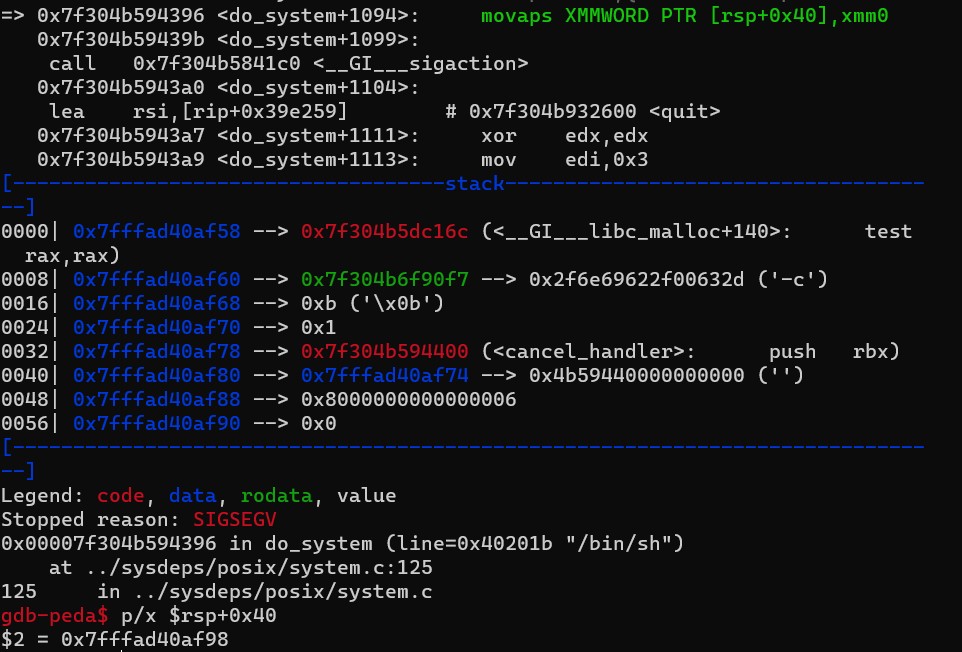 => 0x7f304b594396 <do_system+1094>:     movaps XMMWORD PTR [rsp+0x40],xmm0
   0x7f304b59439b <do_system+1099>:
    call   0x7f304b5841c0 <__GI___sigaction>
   0x7f304b5943a0 <do_system+1104>:
    lea    rsi,[rip+0x39e259]        # 0x7f304b932600 <quit>
   0x7f304b5943a7 <do_system+1111>:     xor    edx,edx
   0x7f304b5943a9 <do_system+1113>:     mov    edi,0x3
[------------------------------------stack-----------------------------------
--]
0000| 0x7fffad40af58 --> 0x7f304b5dc16c (<__GI___libc_malloc+140>:      test
  rax,rax)
0008| 0x7fffad40af60 --> 0x7f304b6f90f7 --> 0x2f6e69622f00632d ('-c')
0016| 0x7fffad40af68 --> 0xb ('\x0b')
0024| 0x7fffad40af70 --> 0x1
0032| 0x7fffad40af78 --> 0x7f304b594400 (<cancel_handler>:      push   rbx)
0040| 0x7fffad40af80 --> 0x7fffad40af74 --> 0x4b59440000000000 ('')
0048| 0x7fffad40af88 --> 0x8000000000000006
0056| 0x7fffad40af90 --> 0x0
[----------------------------------------------------------------------------
--]
Legend: code, data, rodata, value
Stopped reason: SIGSEGV
0x00007f304b594396 in do_system (line=0x40201b "/bin/sh")
    at ../sysdeps/posix/system.c:125
125     in ../sysdeps/posix/system.c
gdb-peda$ p/x $rsp+0x40
$2 = 0x7fffad40af98